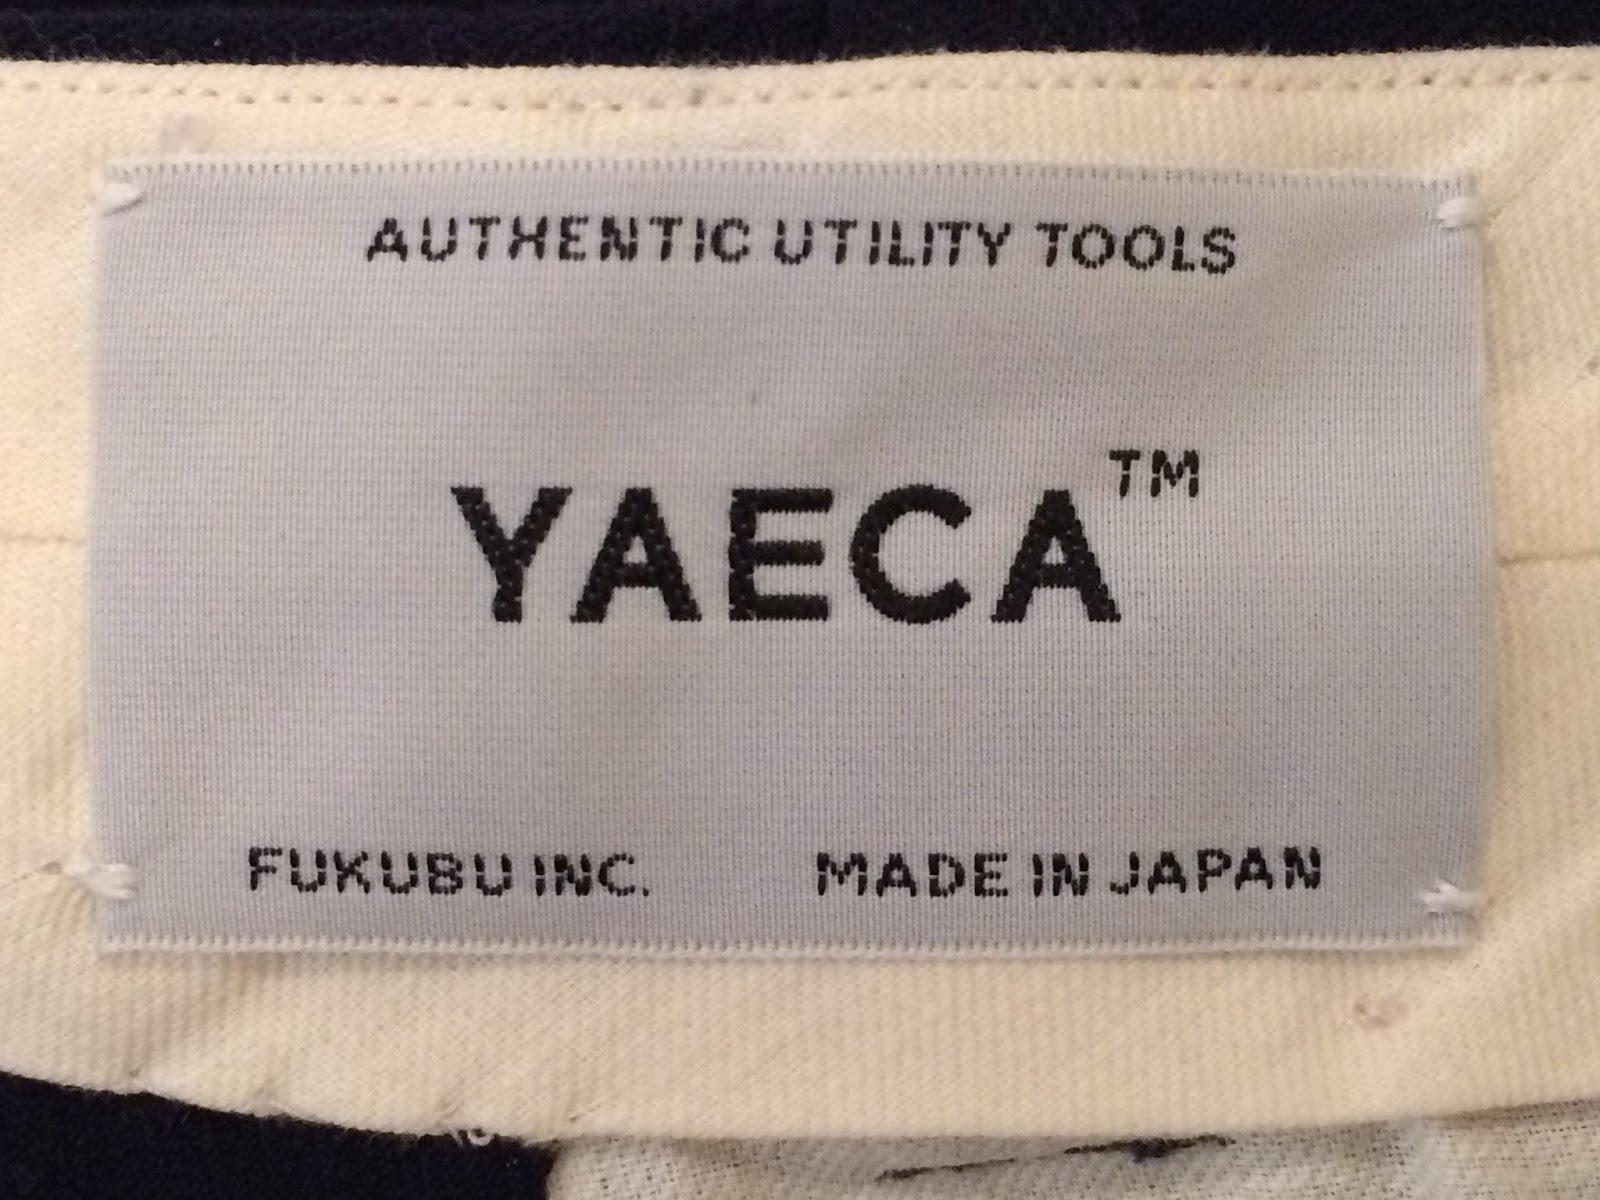 AUTHENTIC UTILITY TOOLS
YAECA™
FUKUBU INC. MADE IN JAPAN